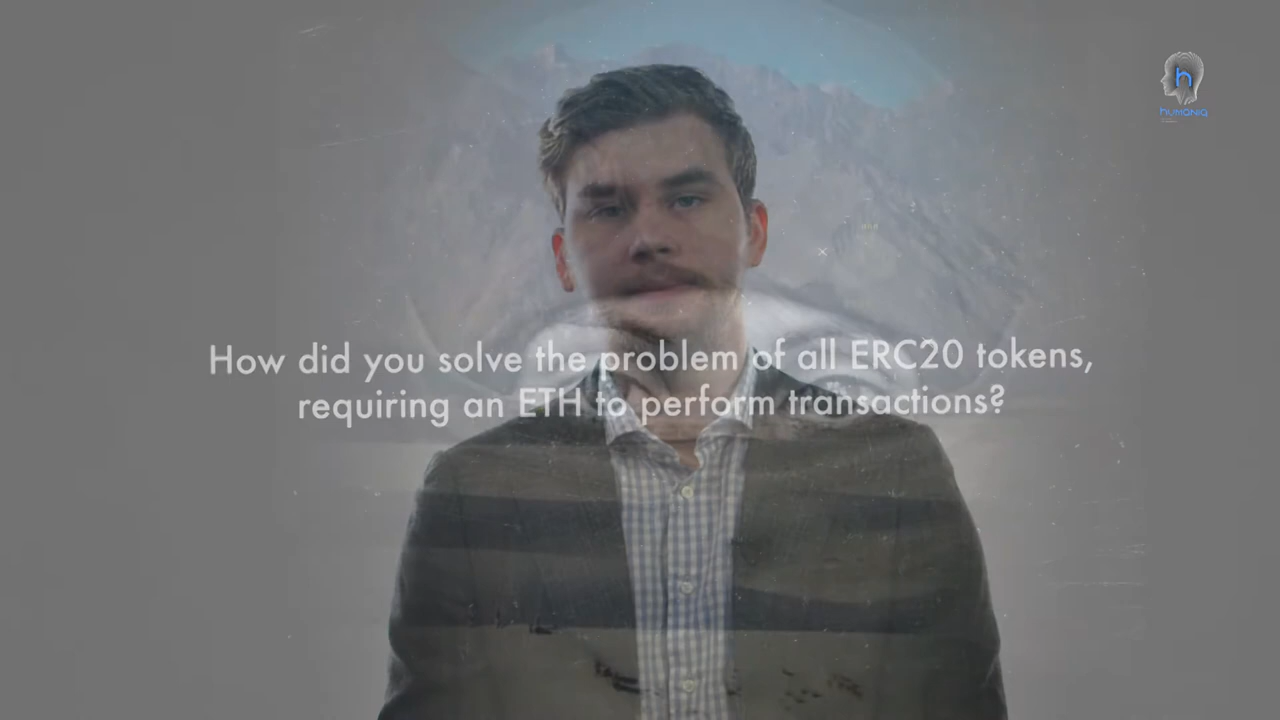 h
humaniq
How did you solve the problem of all ERC20 tokens,
requiring an ETH to perform transactions?